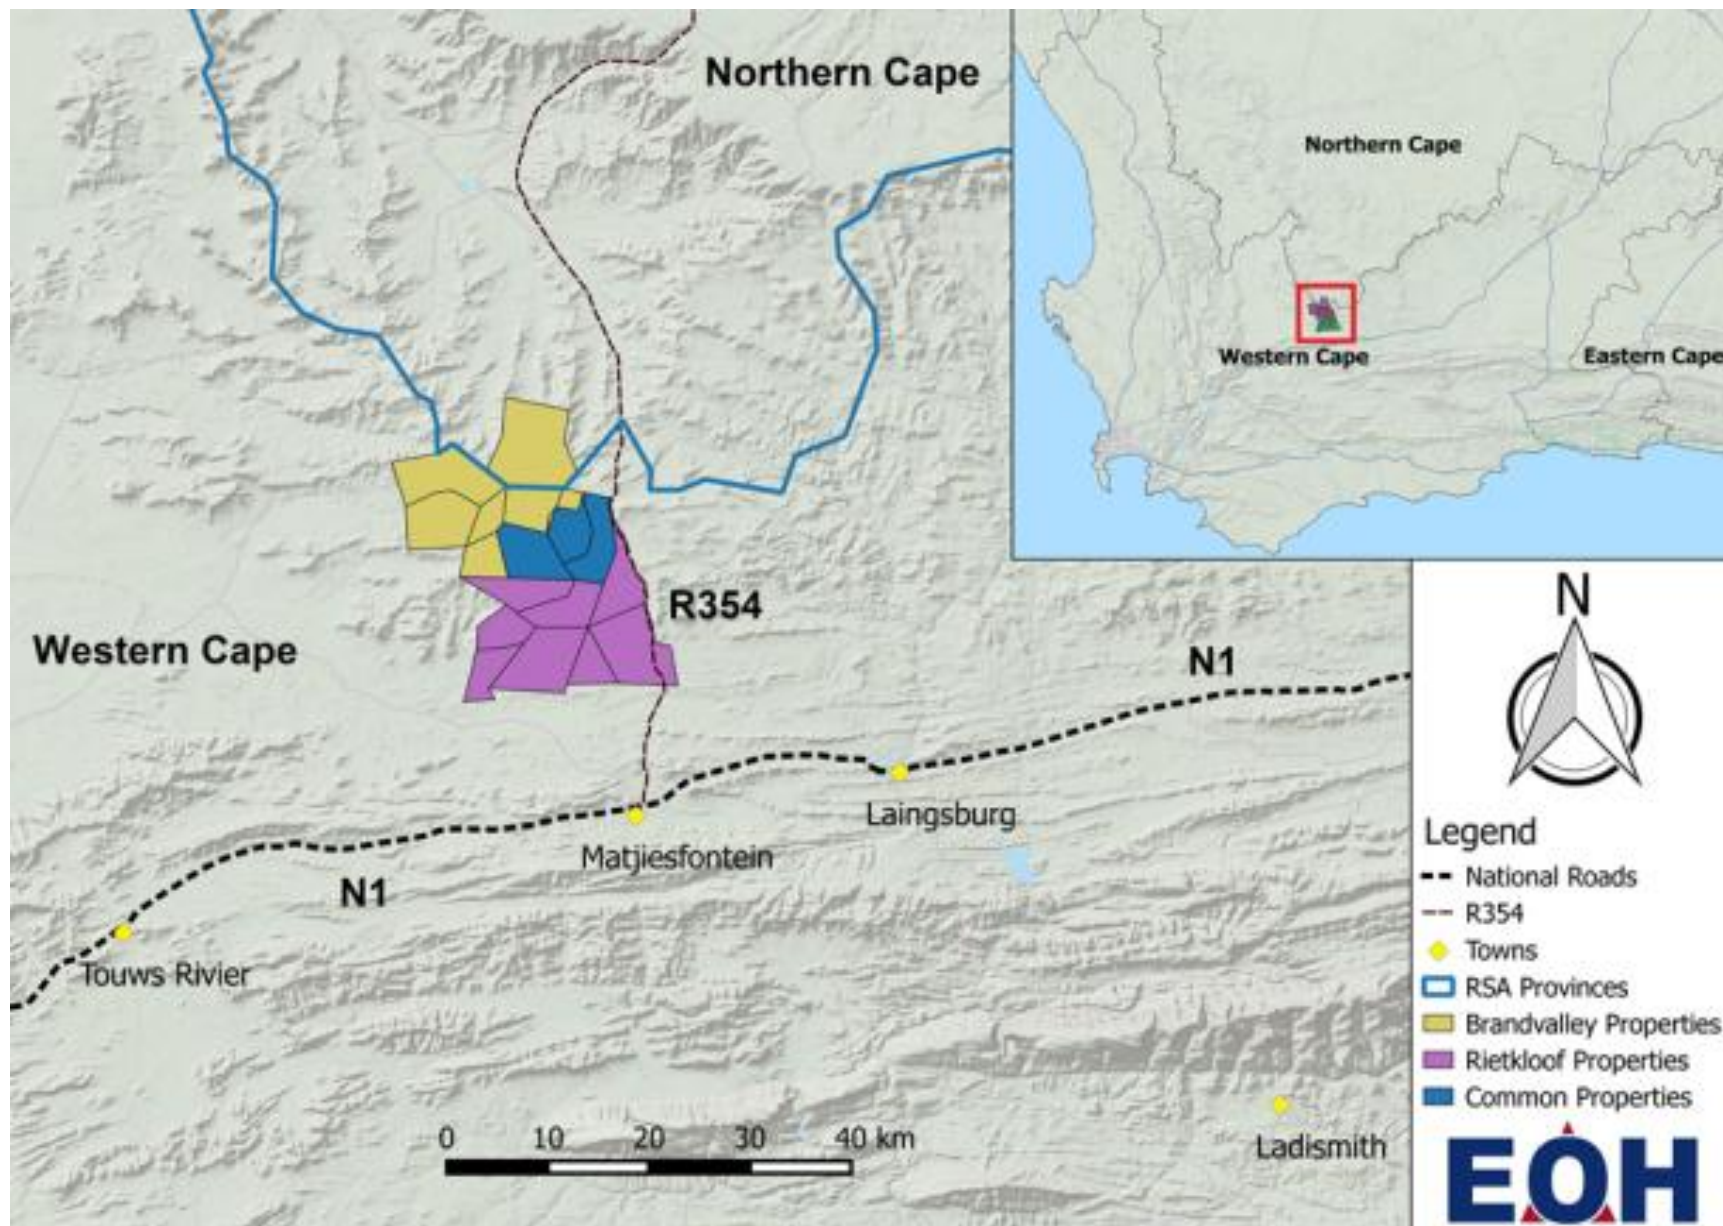 Northern Cape
Northern Cape
Western Cape
Eastern Cape
R354
Western Cape
N1
N
Laingsburg
Matjiesfontein
N1
Touws Rivier
Ladismith
0 10 20 30 40 km
Legend
National Roads
R354
Towns
RSA Provinces
Brandvalley Properties
Rietkloof Properties
Common Properties
EOH